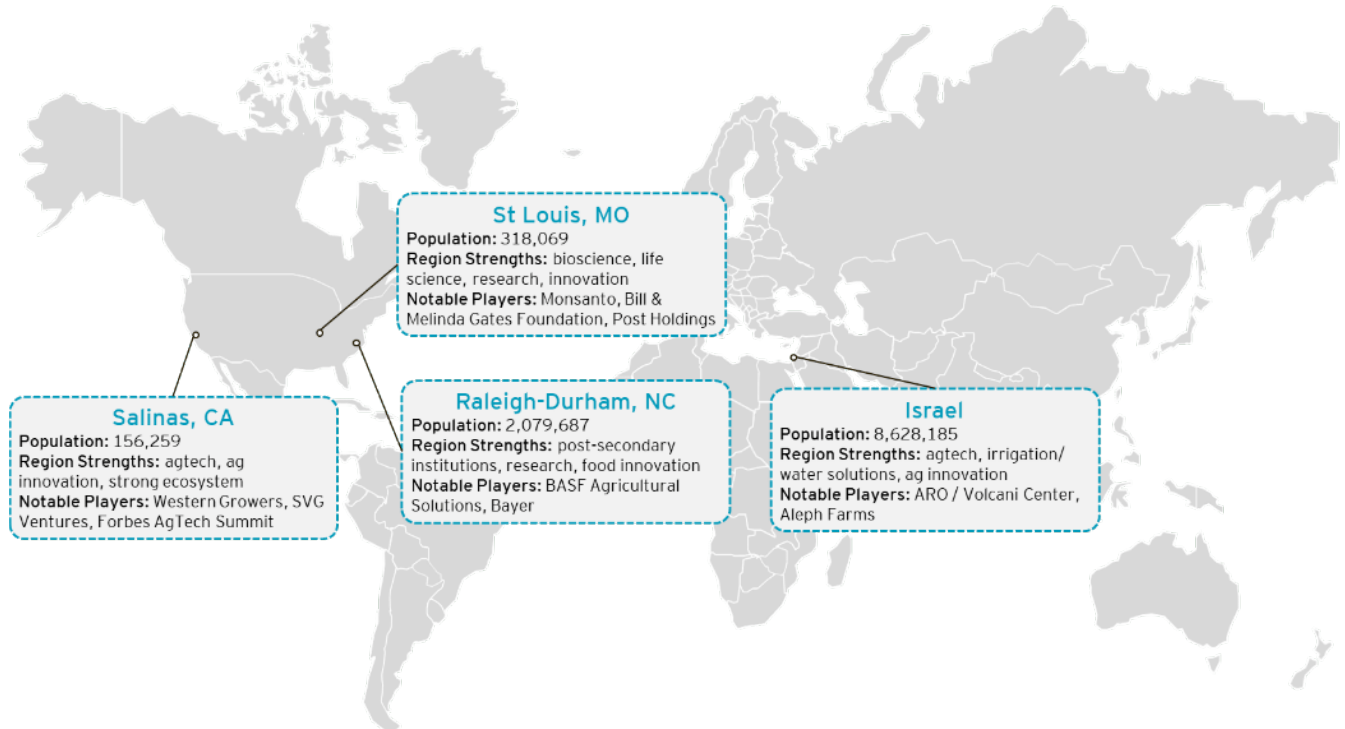 St Louis, MO
Population: 318,069
Region Strengths: bioscience, life
science, research, innovation
Notable Players: Monsanto, Bill &
Melinda Gates Foundation, Post Holdings
Salinas, CA
Population: 156,259
Region Strengths: agtech, ag
innovation, strong ecosystem
Notable Players: Western Growers, SVG
Ventures, Forbes AgTech Summit
Raleigh-Durham, NC
Population: 2,079,687
Region Strengths: post-secondary
institutions, research, food innovation
Notable Players: BASF Agricultural
Solutions, Bayer
Israel
Population: 8,628,185
Region Strengths: agtech, irrigation/
water solutions, ag innovation
Notable Players: ARO / Volcani Center,
Aleph Farms